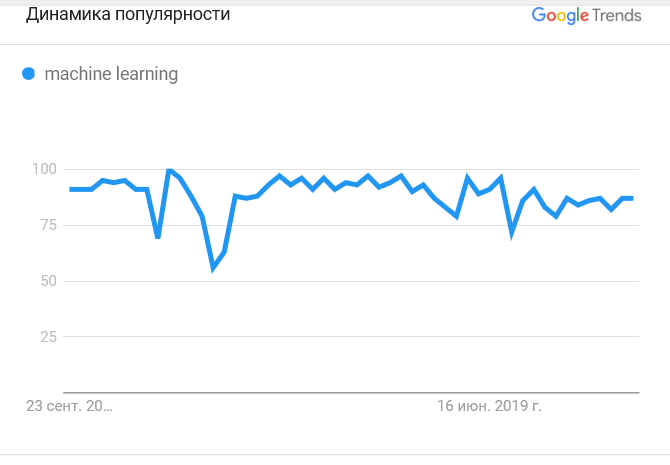 Динамика популярности
Google Trends
machine learning
100
75
50
25
23 сент. 20...
16 июн. 2019 г.